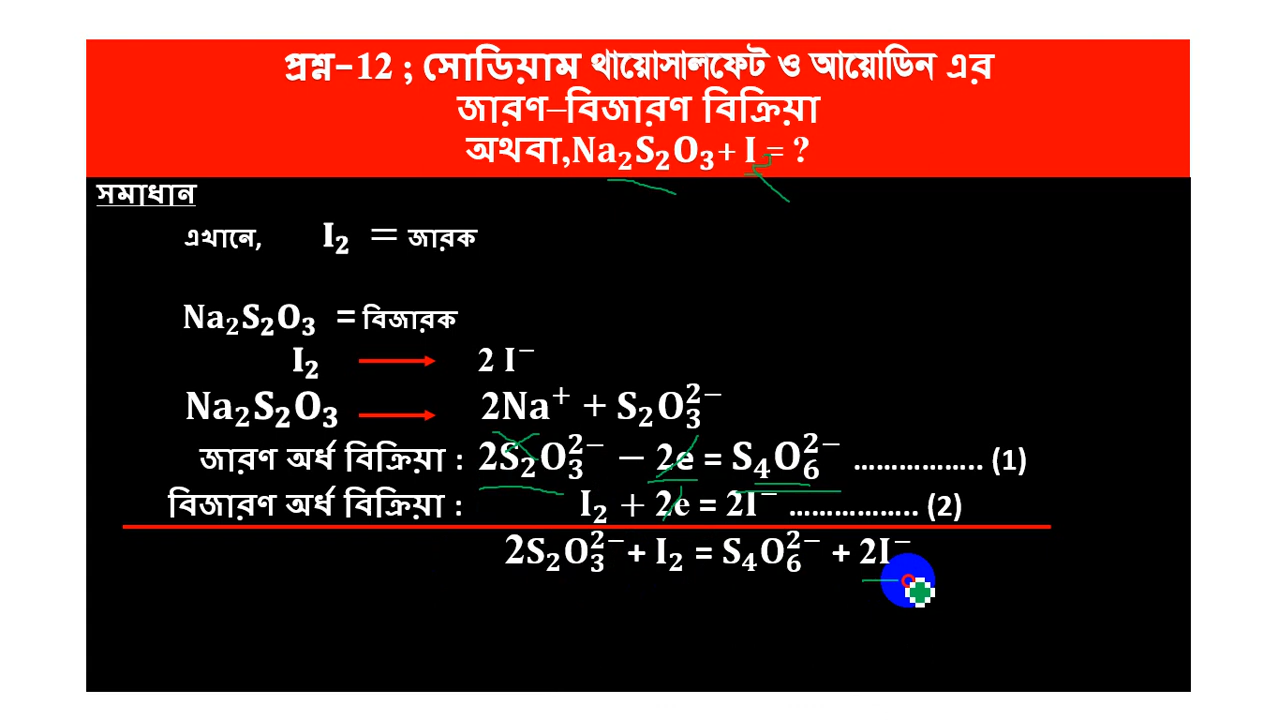 প্রশ্ন-12 ; সোডিয়াম থায়োসালফেট ও আয়োডিন এর
জারণ–বিজারণ বিক্রিয়া
অথবা,Na₂S₂O₃+ I = ?
সমাধান
এখানে, I₂ = জারক
Na₂S₂O₃ = বিজারক
I₂ ⟶ 2 I⁻
Na₂S₂O₃ ⟶ 2Na⁺ + S₂O₃²⁻
জারণ অর্ধ বিক্রিয়া : 2S₂O₃²⁻ − 2e = S₄O₆²⁻ ................. (1)
বিজারণ অর্ধ বিক্রিয়া : I₂ + 2e = 2I⁻ ................. (2)
2S₂O₃²⁻+ I₂ = S₄O₆²⁻ + 2I⁻